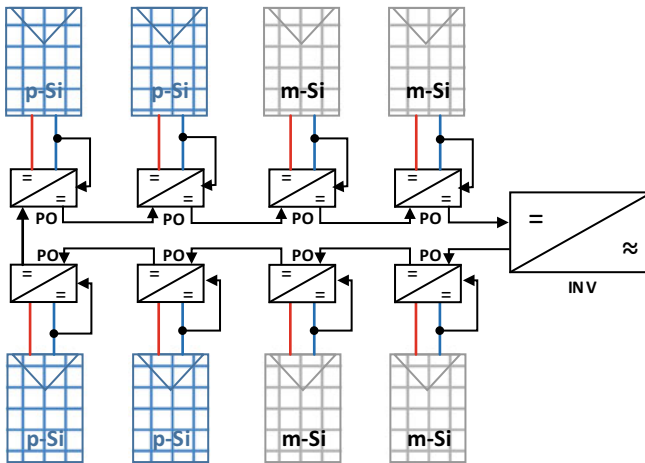 p-Si p-Si m-Si m-Si
= = = = = = = =
PO PO PO PO
= ≈
PO PO PO PO
INV
= = = = = = = =
p-Si p-Si m-Si m-Si